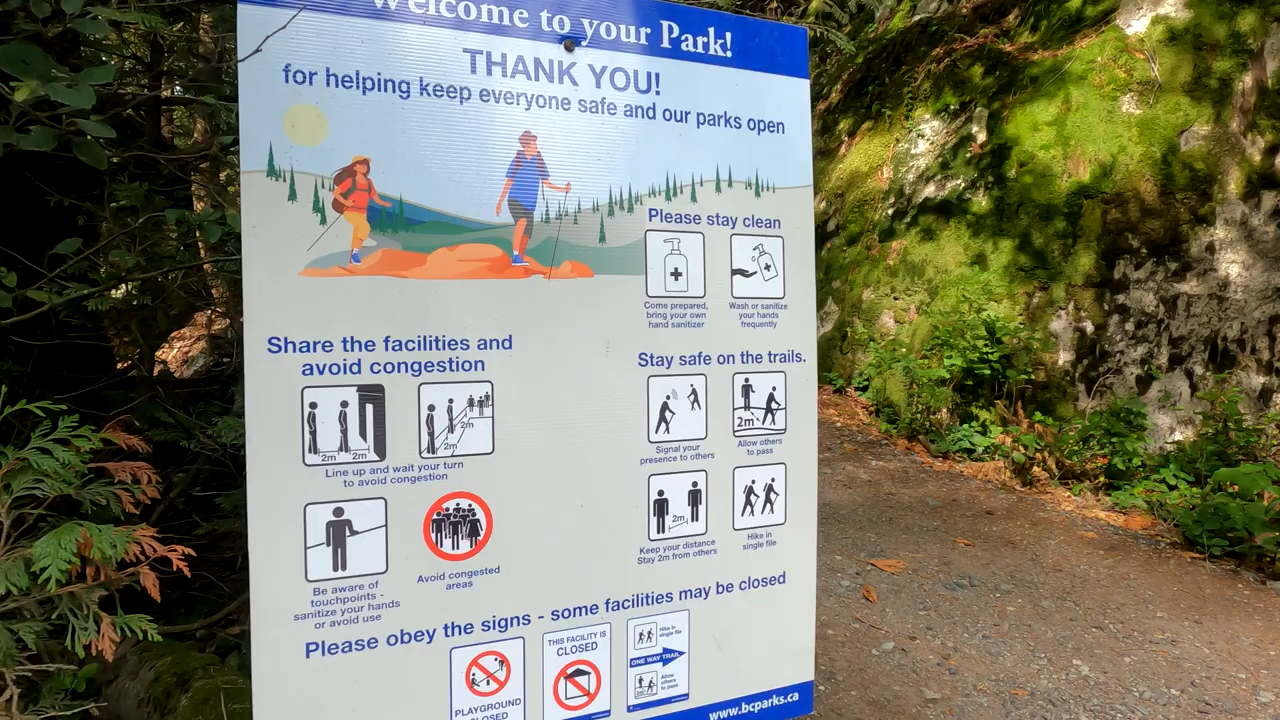 Welcome to your Park!
THANK YOU!
for helping keep everyone safe and our parks open
Please stay clean
Come prepared,
bring your own
hand sanitizer
Wash or sanitize
your hands
frequently
Share the facilities and
avoid congestion
2m 2m
2m
2m
Line up and wait your turn
to avoid congestion
Be aware of
touchpoints -
sanitize your hands
or avoid use
Avoid congested
areas
Stay safe on the trails.
Signal your
presence to others
2m
Allow others
to pass
2m
Keep your distance
Stay 2m from others
Hike in
single file
Please obey the signs - some facilities may be closed
PLAYGROUND
CLOSED
THIS FACILITY IS
CLOSED
Hike in
single file
ONE WAY TRAIL
Allow
others
to pass
www.bcparks.ca